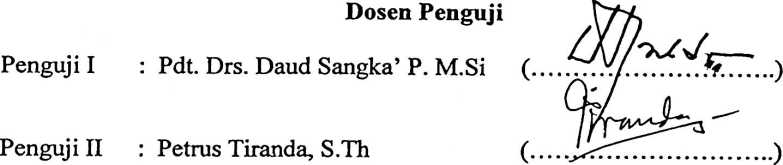 Dosen Penguji
Penguji I : Pdt. Drs. Daud Sangka' P. M.Si (..................................)
Penguji II : Petrus Tiranda, S.Th (..................................)